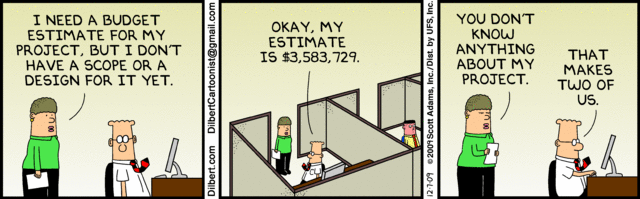 I NEED A BUDGET
ESTIMATE FOR MY
PROJECT, BUT I DON'T
HAVE A SCOPE OR A
DESIGN FOR IT YET.
Dilbert.com DilbertCartoonist@gmail.com
OKAY, MY
ESTIMATE
IS $3,583,729.
12-7-09 ©2009 Scott Adams, Inc./Dist. by UFS, Inc.
YOU DON'T
KNOW
ANYTHING
ABOUT MY
PROJECT.
THAT
MAKES
TWO OF
US.